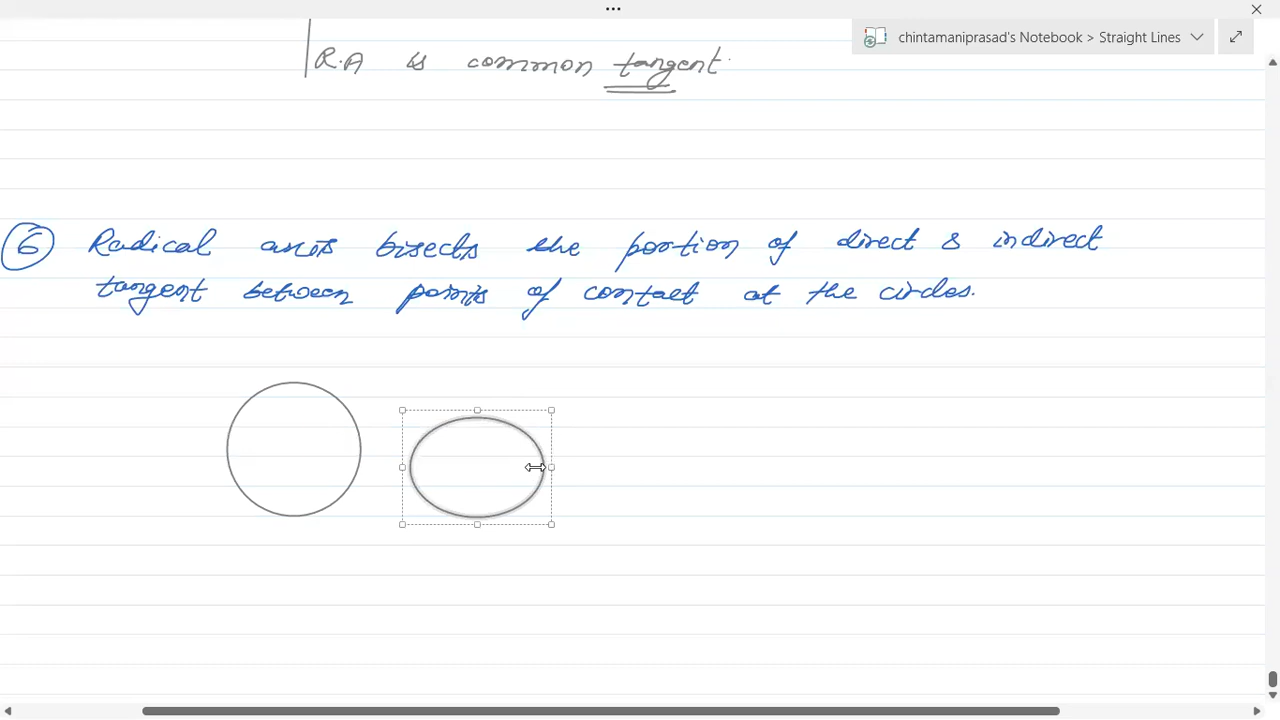 ...
chintamaniprasad's Notebook > Straight Lines
R.A is common tangent.
6 Radical axis bisects the portion of direct & indirect
tangent between points of contact at the circles.